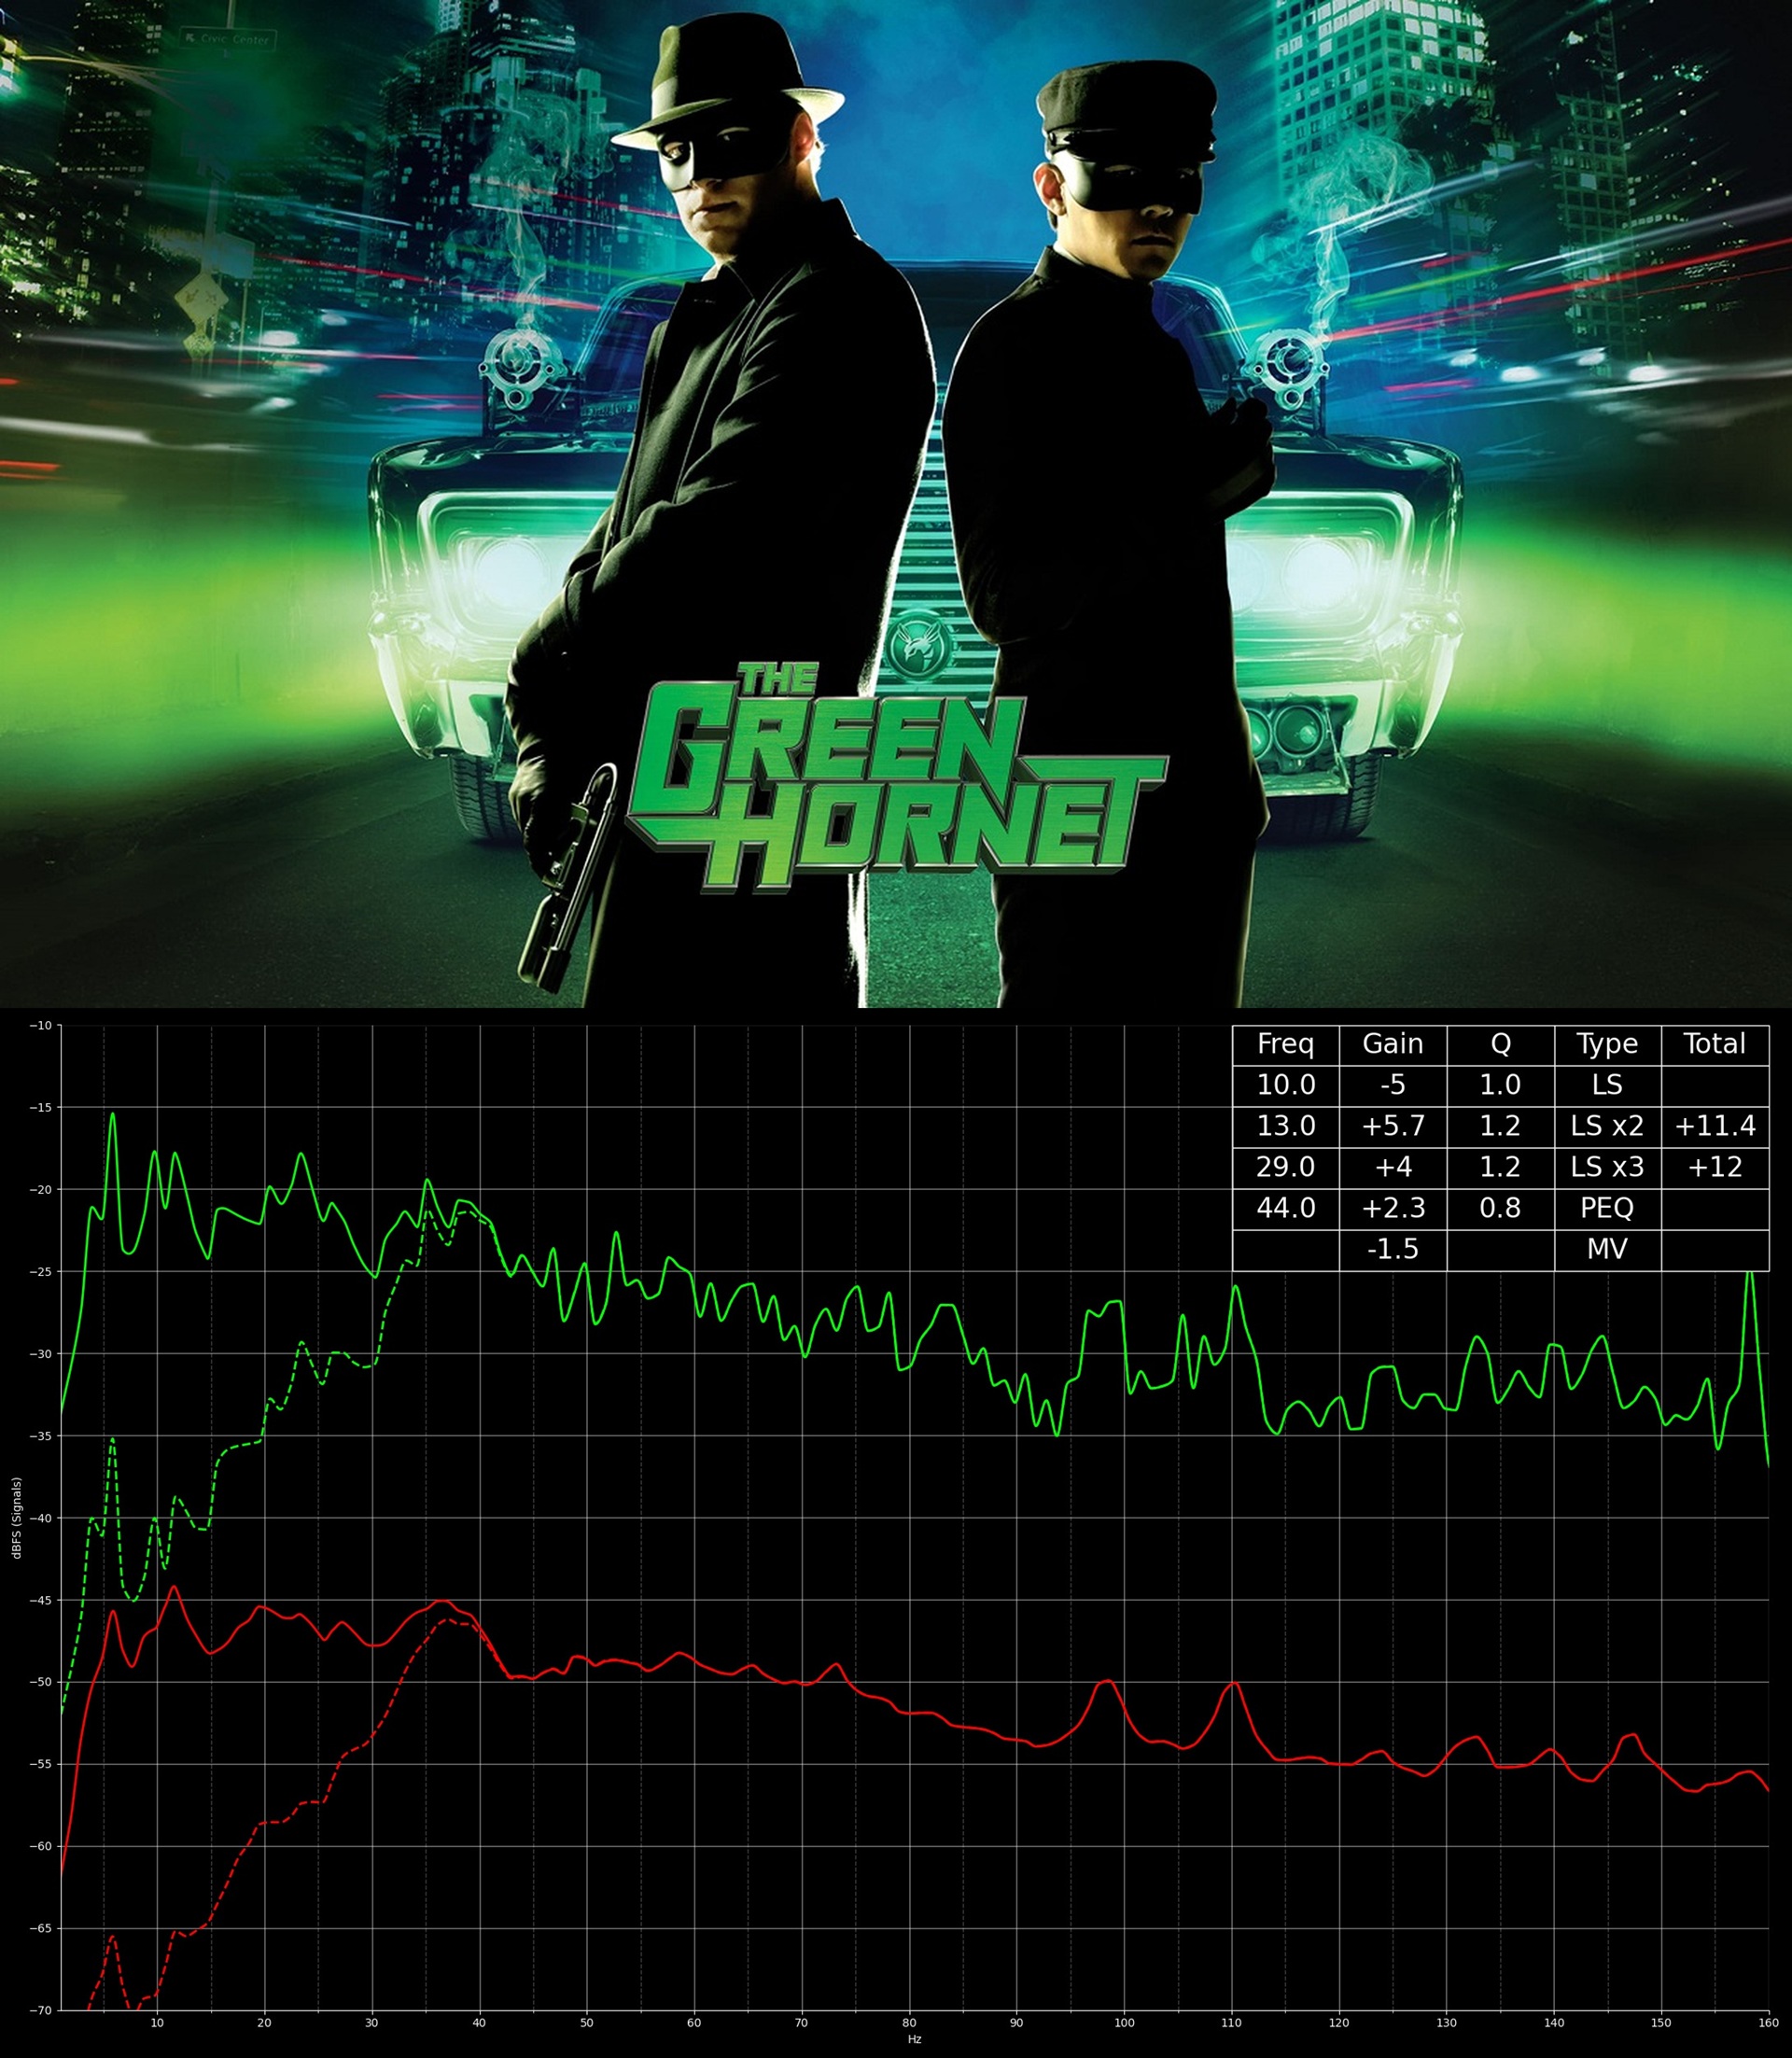 Civic Center
THE
GREEN
HORNET
Freq Gain Q Type Total
10.0 -5 1.0 LS
13.0 +5.7 1.2 LS x2 +11.4
29.0 +4 1.2 LS x3 +12
44.0 +2.3 0.8 PEQ
-1.5 MV
−10
−15
−20
−25
−30
−35
−40
−45
−50
−55
−60
−65
−70
dBFS (Signals)
10 20 30 40 50 60 70 80 90 100 110 120 130 140 150 160
Hz